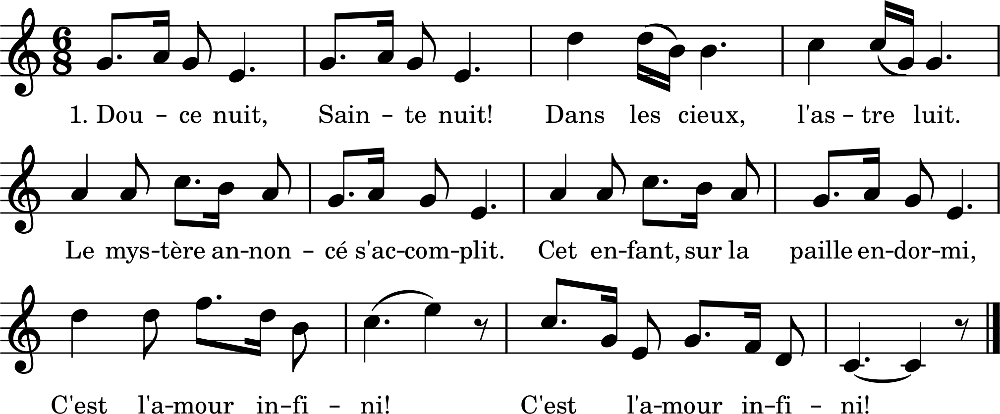 1. Dou - ce nuit, Sain - te nuit! Dans les cieux, l'as - tre luit.
Le mys-tère an-non - cé s'ac-com-plit. Cet en-fant, sur la paille en-dor-mi,
C'est l'a-mour in-fi - ni! C'est l'a-mour in-fi - ni!